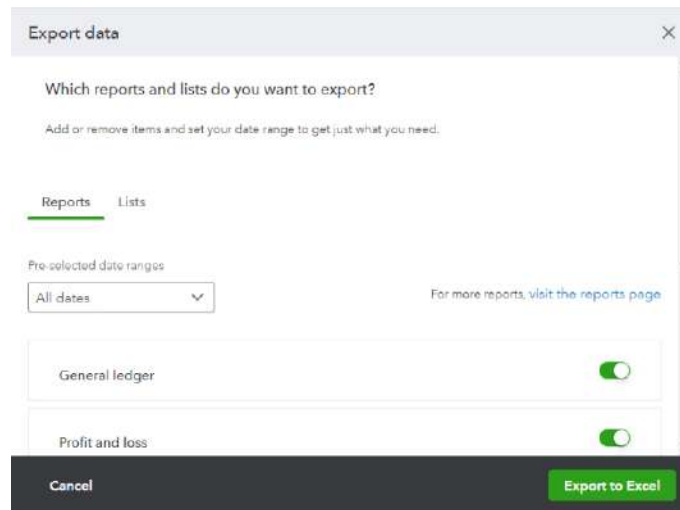 Export data
Which reports and lists do you want to export?
Add or remove items and set your date range to get just what you need.
Reports Lists
Pre-selected date ranges
All dates
For more reports, visit the reports page
General ledger
Profit and loss
Cancel
Export to Excel